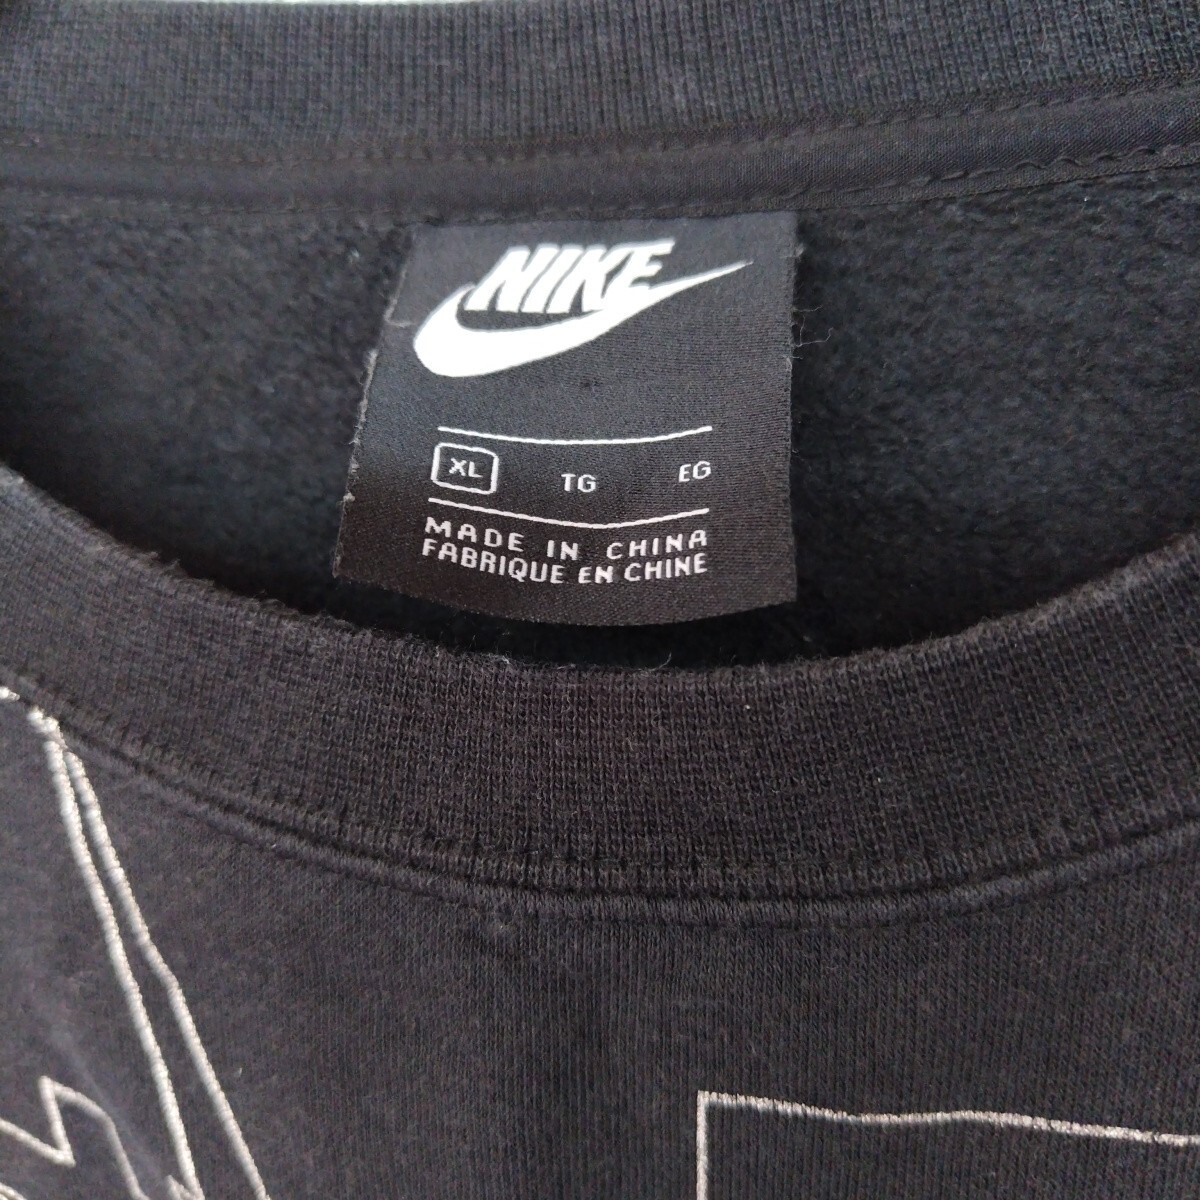 NIKE
XL TG EG
MADE IN CHINA
FABRIQUE EN CHINE